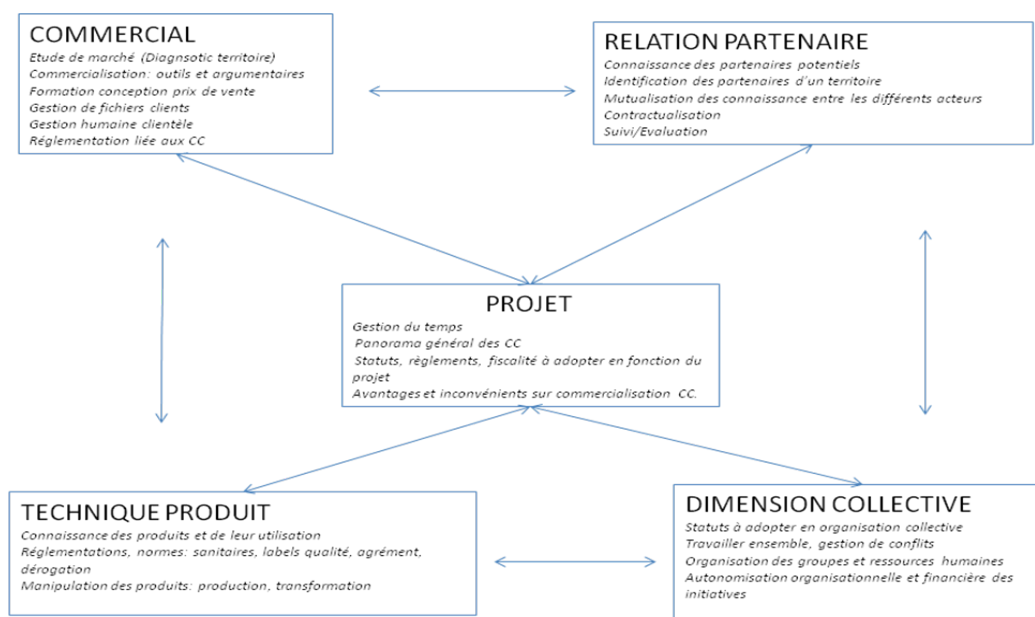 COMMERCIAL
Etude de marché (Diagnsotic territoire)
Commercialisation: outils et argumentaires
Formation conception prix de vente
Gestion de fichiers clients
Gestion humaine clientèle
Réglementation liée aux CC
RELATION PARTENAIRE
Connaissance des partenaires potentiels
Identification des partenaires d'un territoire
Mutualisation des connaissance entre les différents acteurs
Contractualisation
Suivi/Evaluation
PROJET
Gestion du temps
Panorama général des CC
Statuts, règlements, fiscalité à adopter en fonction du
projet
Avantages et inconvénients sur commercialisation CC.
TECHNIQUE PRODUIT
Connaissance des produits et de leur utilisation
Réglementations, normes: sanitaires, labels qualité, agrément,
dérogation
Manipulation des produits: production, transformation
DIMENSION COLLECTIVE
Statuts à adopter en organisation collective
Travailler ensemble, gestion de conflits
Organisation des groupes et ressources humaines
Autonomisation organisationnelle et financière des
initiatives